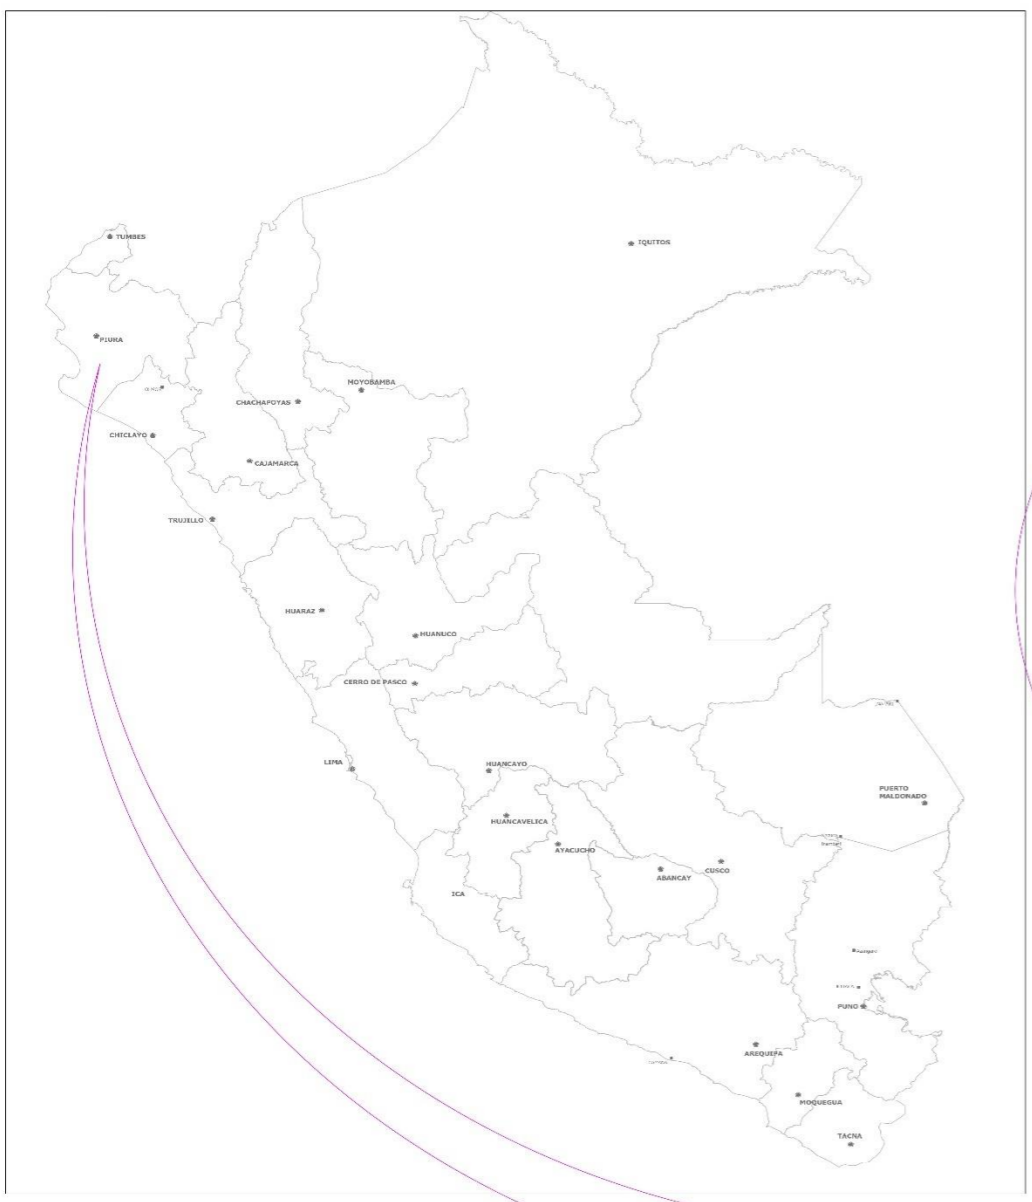 TUMBES
IQUITOS
PIURA
MOYOBAMBA
CHACHAPOYAS
CHICLAYO
CAJAMARCA
TRUJILLO
HUARAZ
HUANUCO
CERRO DE PASCO
LIMA
HUANCAYO
PUERTO
MALDONADO
HUANCAVELICA
AYACUCHO
CUSCO
ABANCAY
ICA
PUNO
AREQUIPA
MOQUEGUA
TACNA